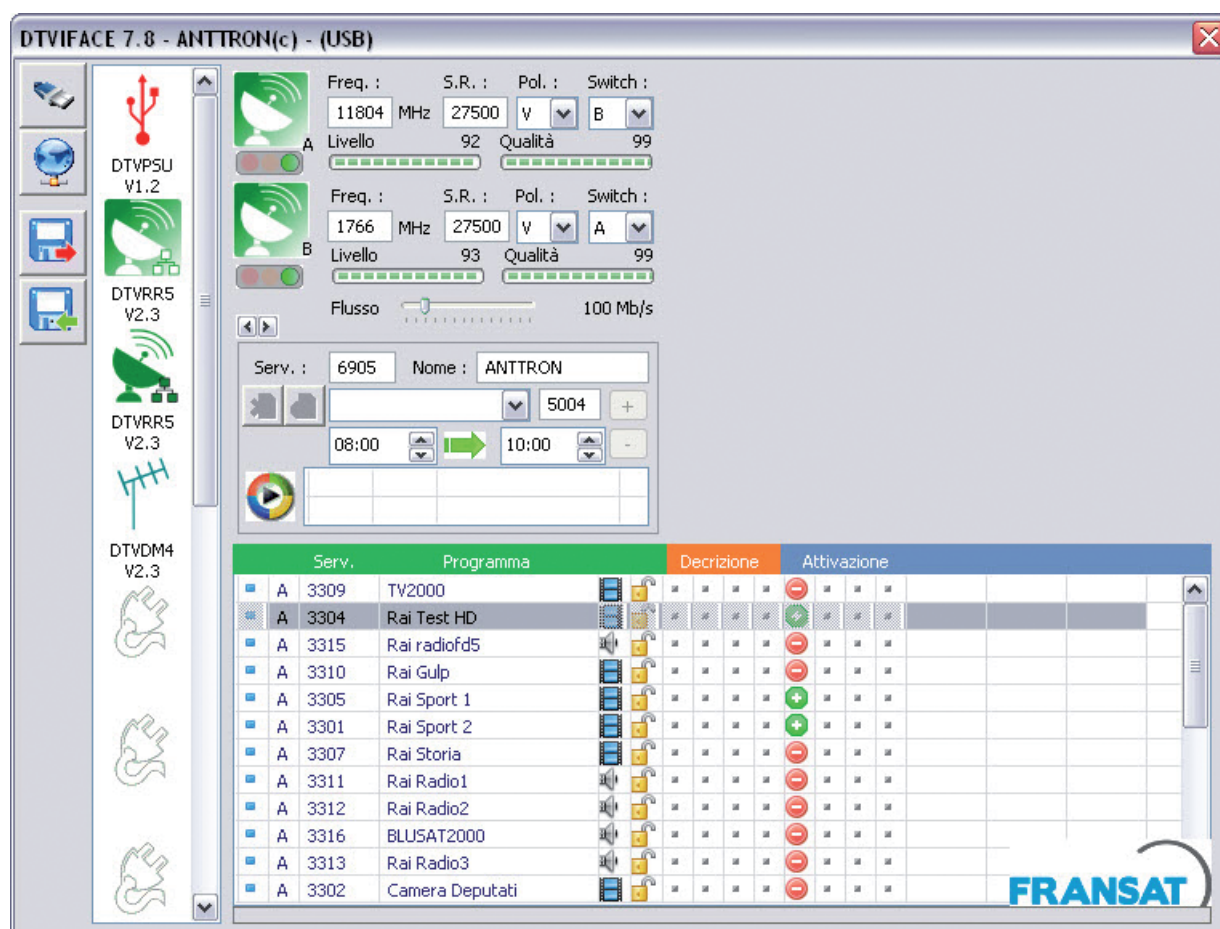 DTVIFACE 7.8 - ANTTRON(c) - (USB)
DTVPSU
V1.2
DTVRR5
V2.3
DTVRR5
V2.3
DTVDM4
V2.3
Freq. : S.R. : Pol. : Switch :
11804 MHz 27500 V B
A Livello 92 Qualità 99
Freq. : S.R. : Pol. : Switch :
1766 MHz 27500 V A
B Livello 93 Qualità 99
Flusso 100 Mb/s
Serv. : 6905 Nome : ANTTRON
5004 +
08:00 10:00 -
Serv. Programma Decrizione Attivazione
A 3309 TV2000
A 3304 Rai Test HD
A 3315 Rai radiofd5
A 3310 Rai Gulp
A 3305 Rai Sport 1
A 3301 Rai Sport 2
A 3307 Rai Storia
A 3311 Rai Radio1
A 3312 Rai Radio2
A 3316 BLUSAT2000
A 3313 Rai Radio3
A 3302 Camera Deputati
FRANSAT